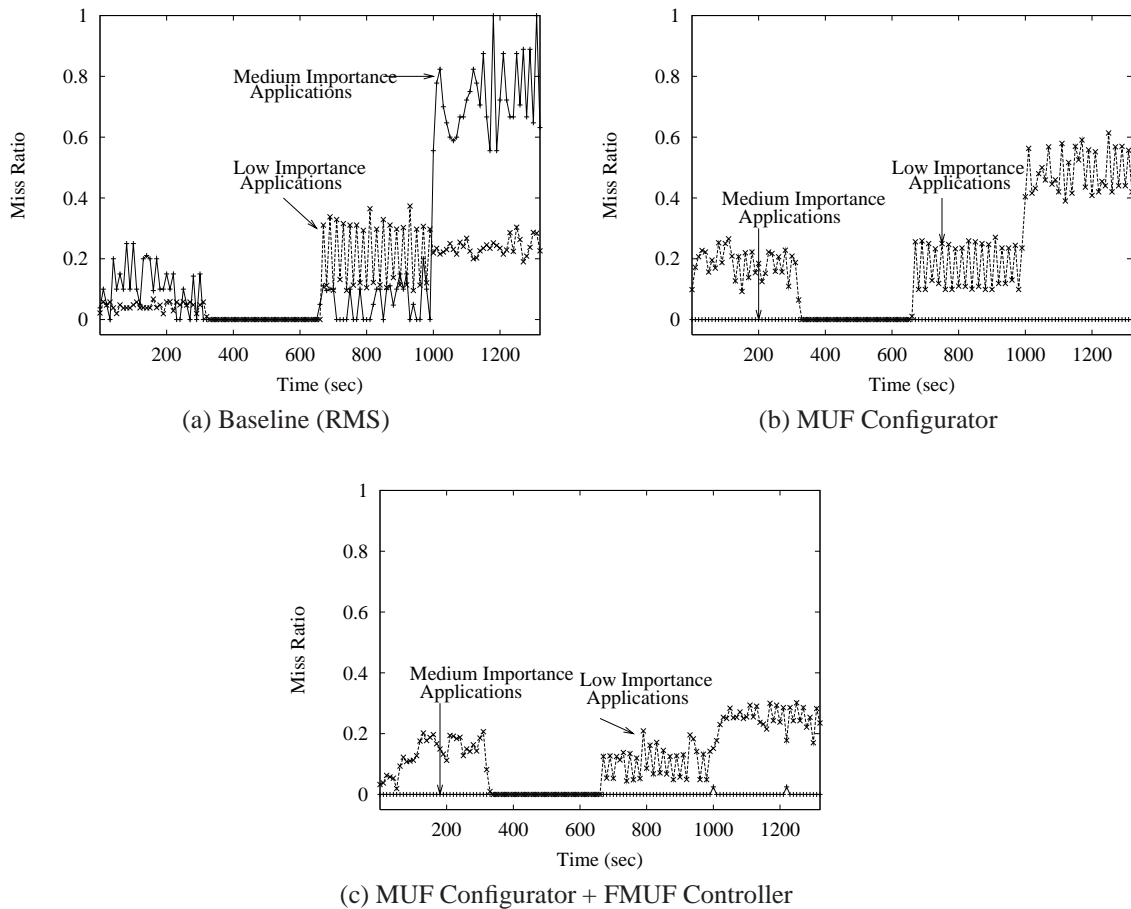 1
0.8
0.6
0.4
0.2
0
Miss Ratio
Medium Importance
Applications
Low Importance
Applications
200 400 600 800 1000 1200
Time (sec)
(a) Baseline (RMS)
1
0.8
0.6
0.4
0.2
0
Miss Ratio
Medium Importance
Applications
Low Importance
Applications
200 400 600 800 1000 1200
Time (sec)
(b) MUF Configurator
1
0.8
0.6
0.4
0.2
0
Miss Ratio
Medium Importance
Applications
Low Importance
Applications
200 400 600 800 1000 1200
Time (sec)
(c) MUF Configurator + FMUF Controller